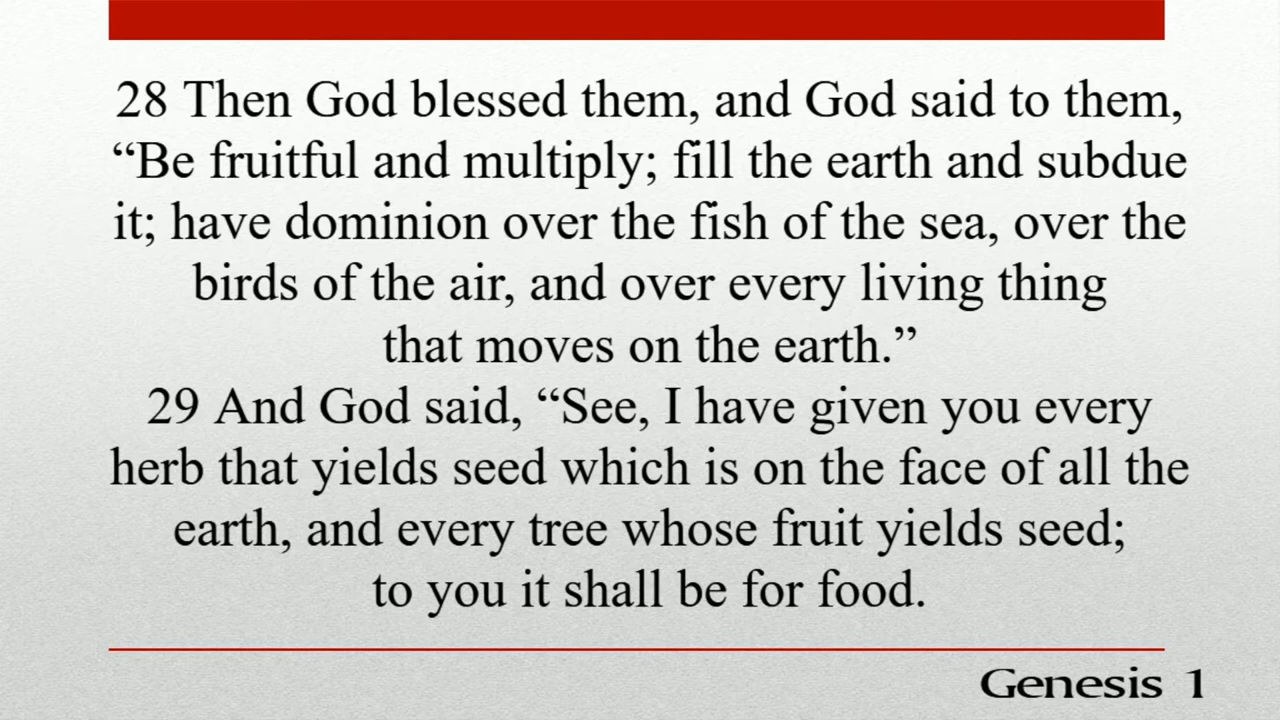 28 Then God blessed them, and God said to them,
“Be fruitful and multiply; fill the earth and subdue
it; have dominion over the fish of the sea, over the
birds of the air, and over every living thing
that moves on the earth.”
29 And God said, “See, I have given you every
herb that yields seed which is on the face of all the
earth, and every tree whose fruit yields seed;
to you it shall be for food.
Genesis 1